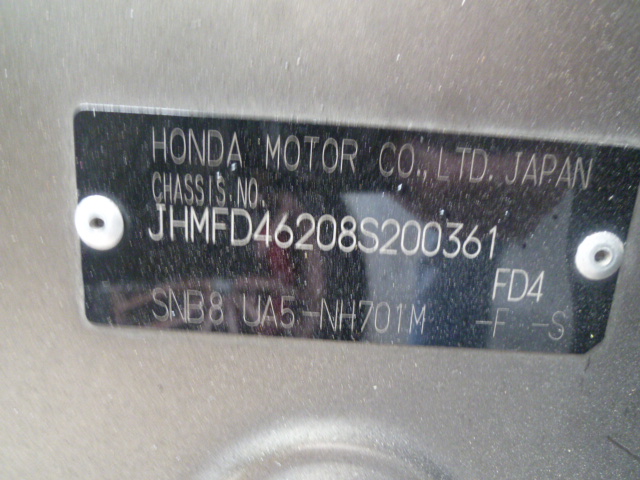 HONDA MOTOR CO., LTD. JAPAN
CHASSIS NO.
JHMFD46208S200361
FD4
SNB8 UA5-NH701M -F -S